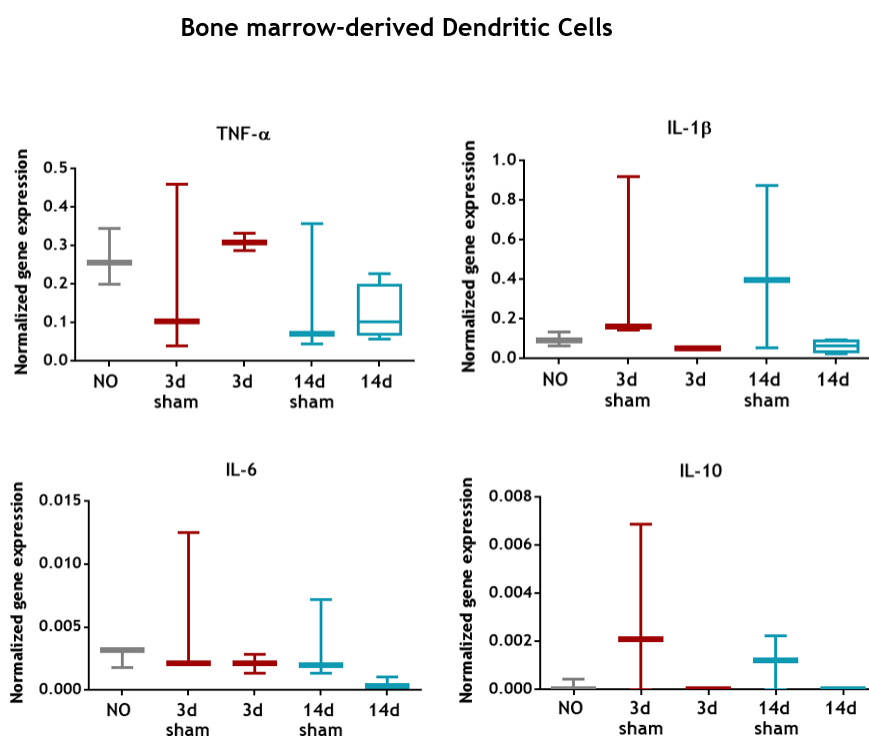 Bone marrow-derived Dendritic Cells
TNF-α
Normalized gene expression
0.5
0.4
0.3
0.2
0.1
0.0
NO
3d
sham
3d
14d
sham
14d
IL-1β
Normalized gene expression
1.0
0.8
0.6
0.4
0.2
0.0
NO
3d
sham
3d
14d
sham
14d
IL-6
Normalized gene expression
0.015
0.010
0.005
0.000
NO
3d
sham
3d
14d
sham
14d
IL-10
Normalized gene expression
0.008
0.006
0.004
0.002
0.000
NO
3d
sham
3d
14d
sham
14d